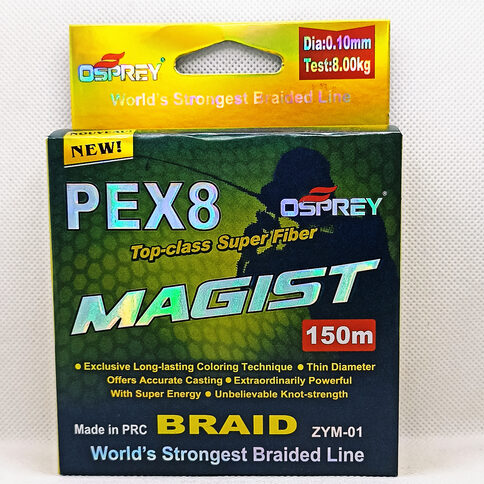 OSPREY®
Dia:0.10mm
Test:8.00kg
World's Strongest Braided Line
NOUVEAU
NEW!
PEX8
OSPREY®
Top-class Super Fiber
MAGIST
150m
● Exclusive Long-lasting Coloring Technique ● Thin Diameter
Offers Accurate Casting ● Extraordinarily Powerful
With Super Energy ● Unbelievable Knot-strength
Made in PRC BRAID ZYM-01
World's Strongest Braided Line